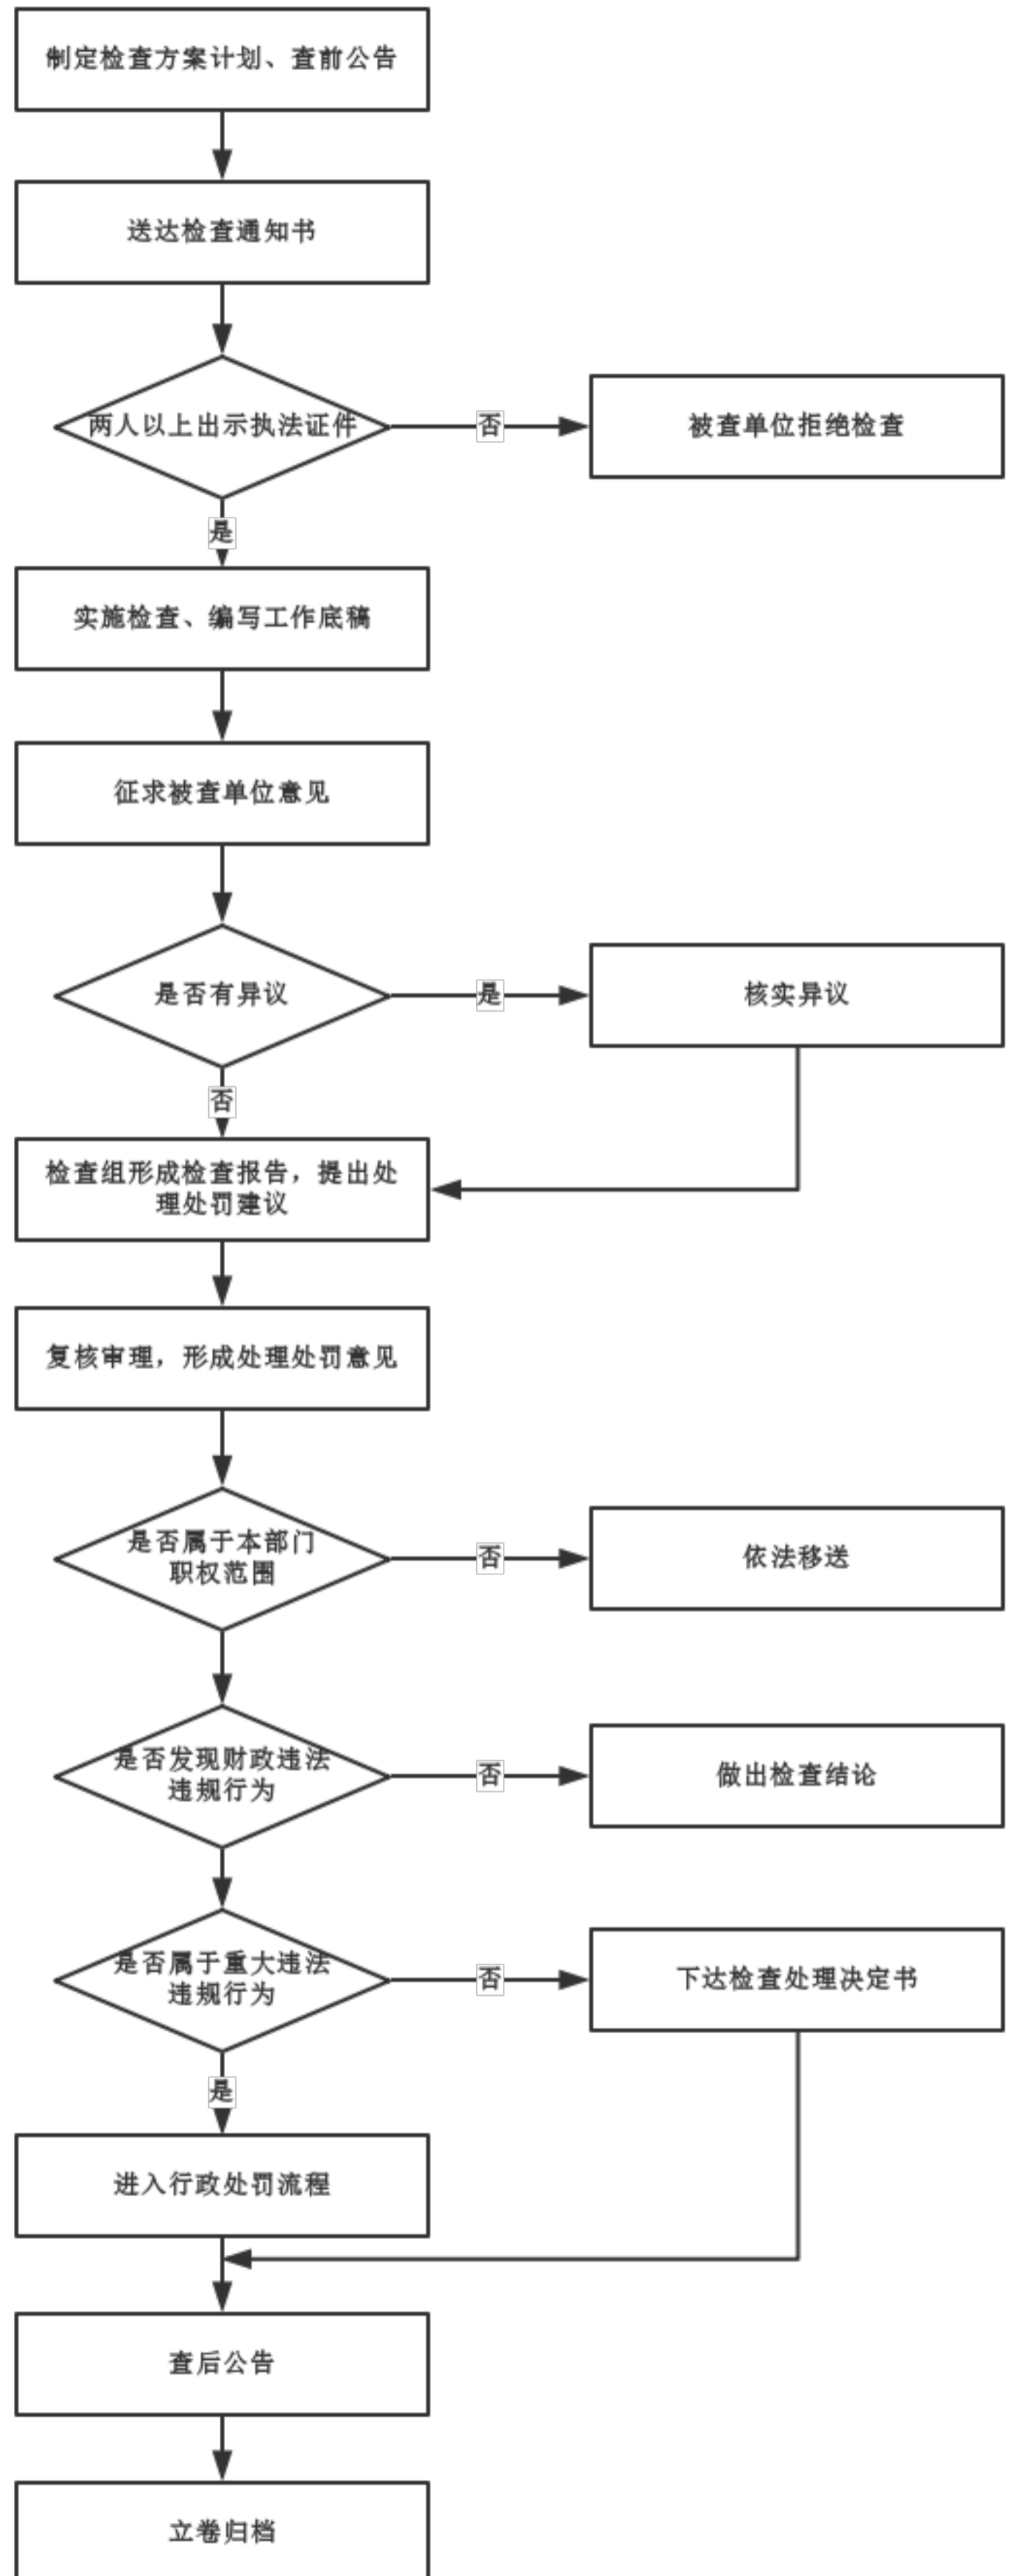 制定检查方案计划、查前公告
送达检查通知书
两人以上出示执法证件
否
被查单位拒绝检查
是
实施检查、编写工作底稿
征求被查单位意见
是否有异议
是
核实异议
否
检查组形成检查报告，提出处
理处罚建议
复核审理，形成处理处罚意见
是否属于本部门
职权范围
否
依法移送
是否发现财政违法
违规行为
否
做出检查结论
是否属于重大违法
违规行为
否
下达检查处理决定书
是
进入行政处罚流程
查后公告
立卷归档